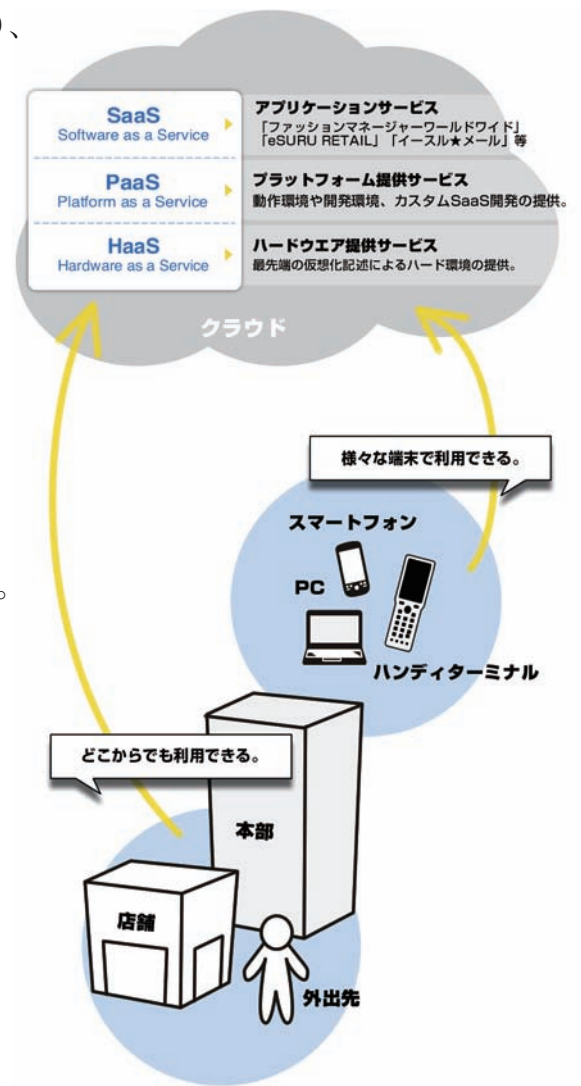 、
SaaS
Software as a Service
アプリケーションサービス
「ファッションマネージャーワールドワイド」
「eSURU RETAIL」「イースル★メール」等
PaaS
Platform as a Service
プラットフォーム提供サービス
動作環境や開発環境、カスタムSaaS開発の提供。
HaaS
Hardware as a Service
ハードウエア提供サービス
最先端の仮想化記述によるハード環境の提供。
クラウド
様々な端末で利用できる。
スマートフォン
PC
ハンディターミナル
。
どこからでも利用できる。
本部
店舗
外出先